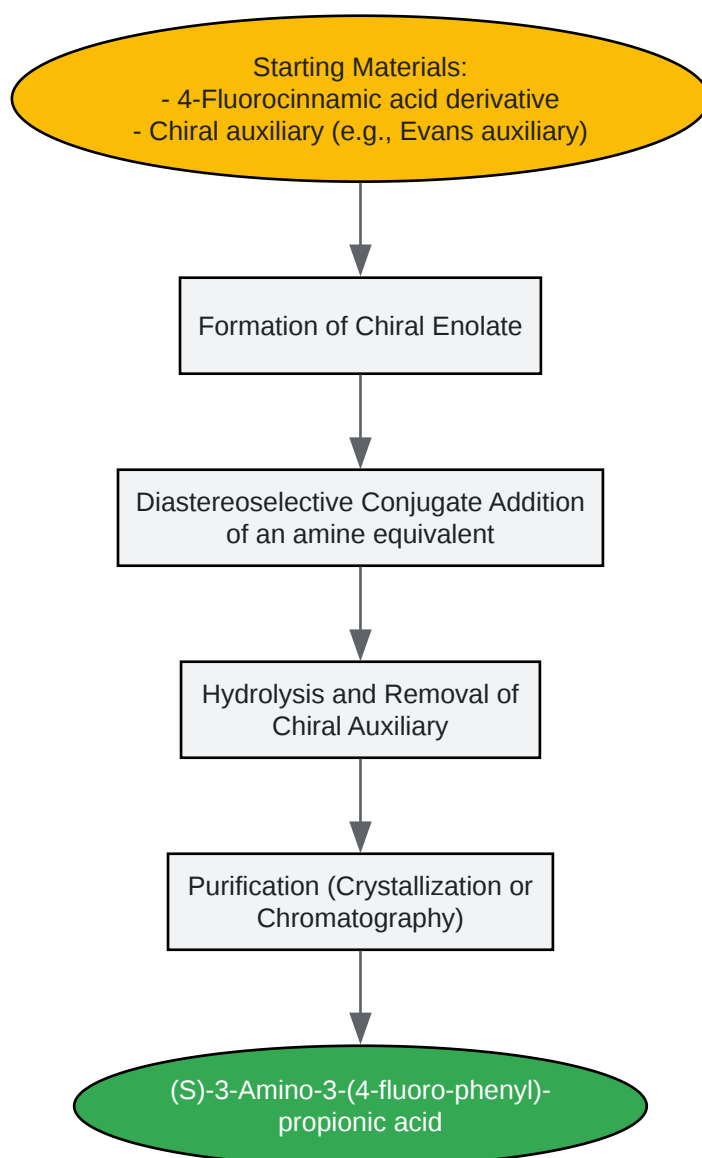 Starting Materials:
- 4-Fluorocinnamic acid derivative
- Chiral auxiliary (e.g., Evans auxiliary)
Formation of Chiral Enolate
Diastereoselective Conjugate Addition
of an amine equivalent
Hydrolysis and Removal of
Chiral Auxiliary
Purification (Crystallization or
Chromatography)
(S)-3-Amino-3-(4-fluoro-phenyl)-
propionic acid